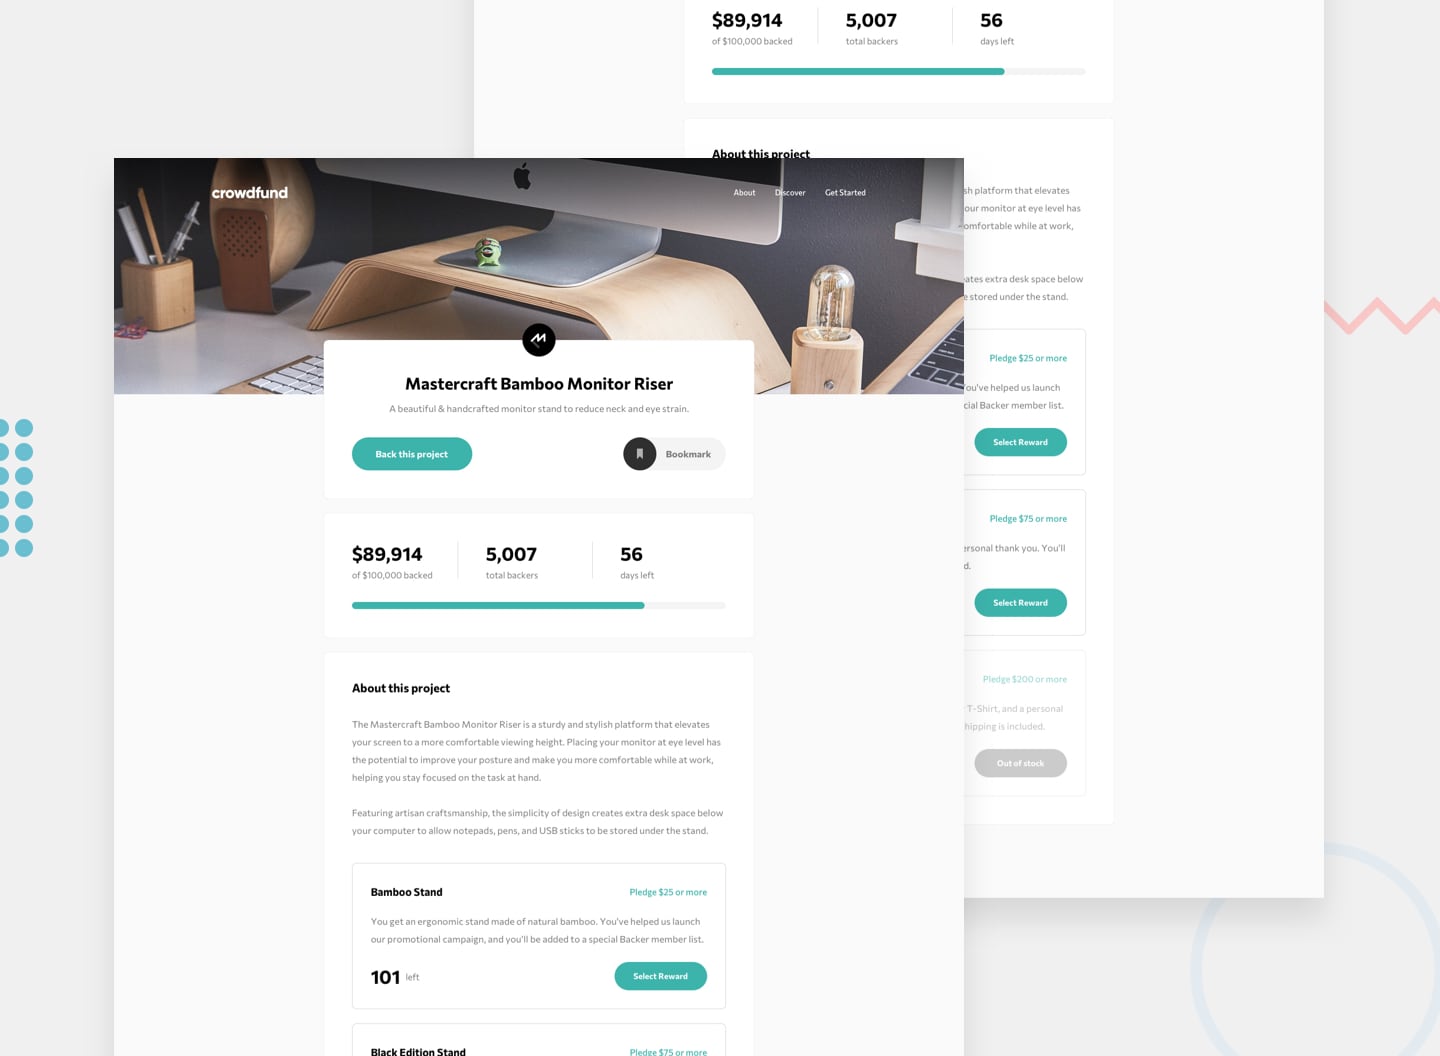 $89,914
5,007
56
of $100,000 backed
total backers
days left
About this project
sh platform that elevates
our monitor at eye level has
omfortable while at work,
ates extra desk space below
e stored under the stand.
Pledge $25 or more
You've helped us launch
cial Backer member list.
Select Reward
Pledge $75 or more
ersonal thank you. You'll
d.
Select Reward
Pledge $200 or more
T-Shirt, and a personal
hipping is included.
Out of stock
crowdfund
About
Discover
Get Started
Mastercraft Bamboo Monitor Riser
A beautiful & handcrafted monitor stand to reduce neck and eye strain.
Back this project
Bookmark
$89,914
5,007
56
of $100,000 backed
total backers
days left
About this project
The Mastercraft Bamboo Monitor Riser is a sturdy and stylish platform that elevates
your screen to a more comfortable viewing height. Placing your monitor at eye level has
the potential to improve your posture and make you more comfortable while at work,
helping you stay focused on the task at hand.
Featuring artisan craftsmanship, the simplicity of design creates extra desk space below
your computer to allow notepads, pens, and USB sticks to be stored under the stand.
Bamboo Stand
Pledge $25 or more
You get an ergonomic stand made of natural bamboo. You've helped us launch
our promotional campaign, and you'll be added to a special Backer member list.
101 left
Select Reward
Black Edition Stand
Pledge $75 or more